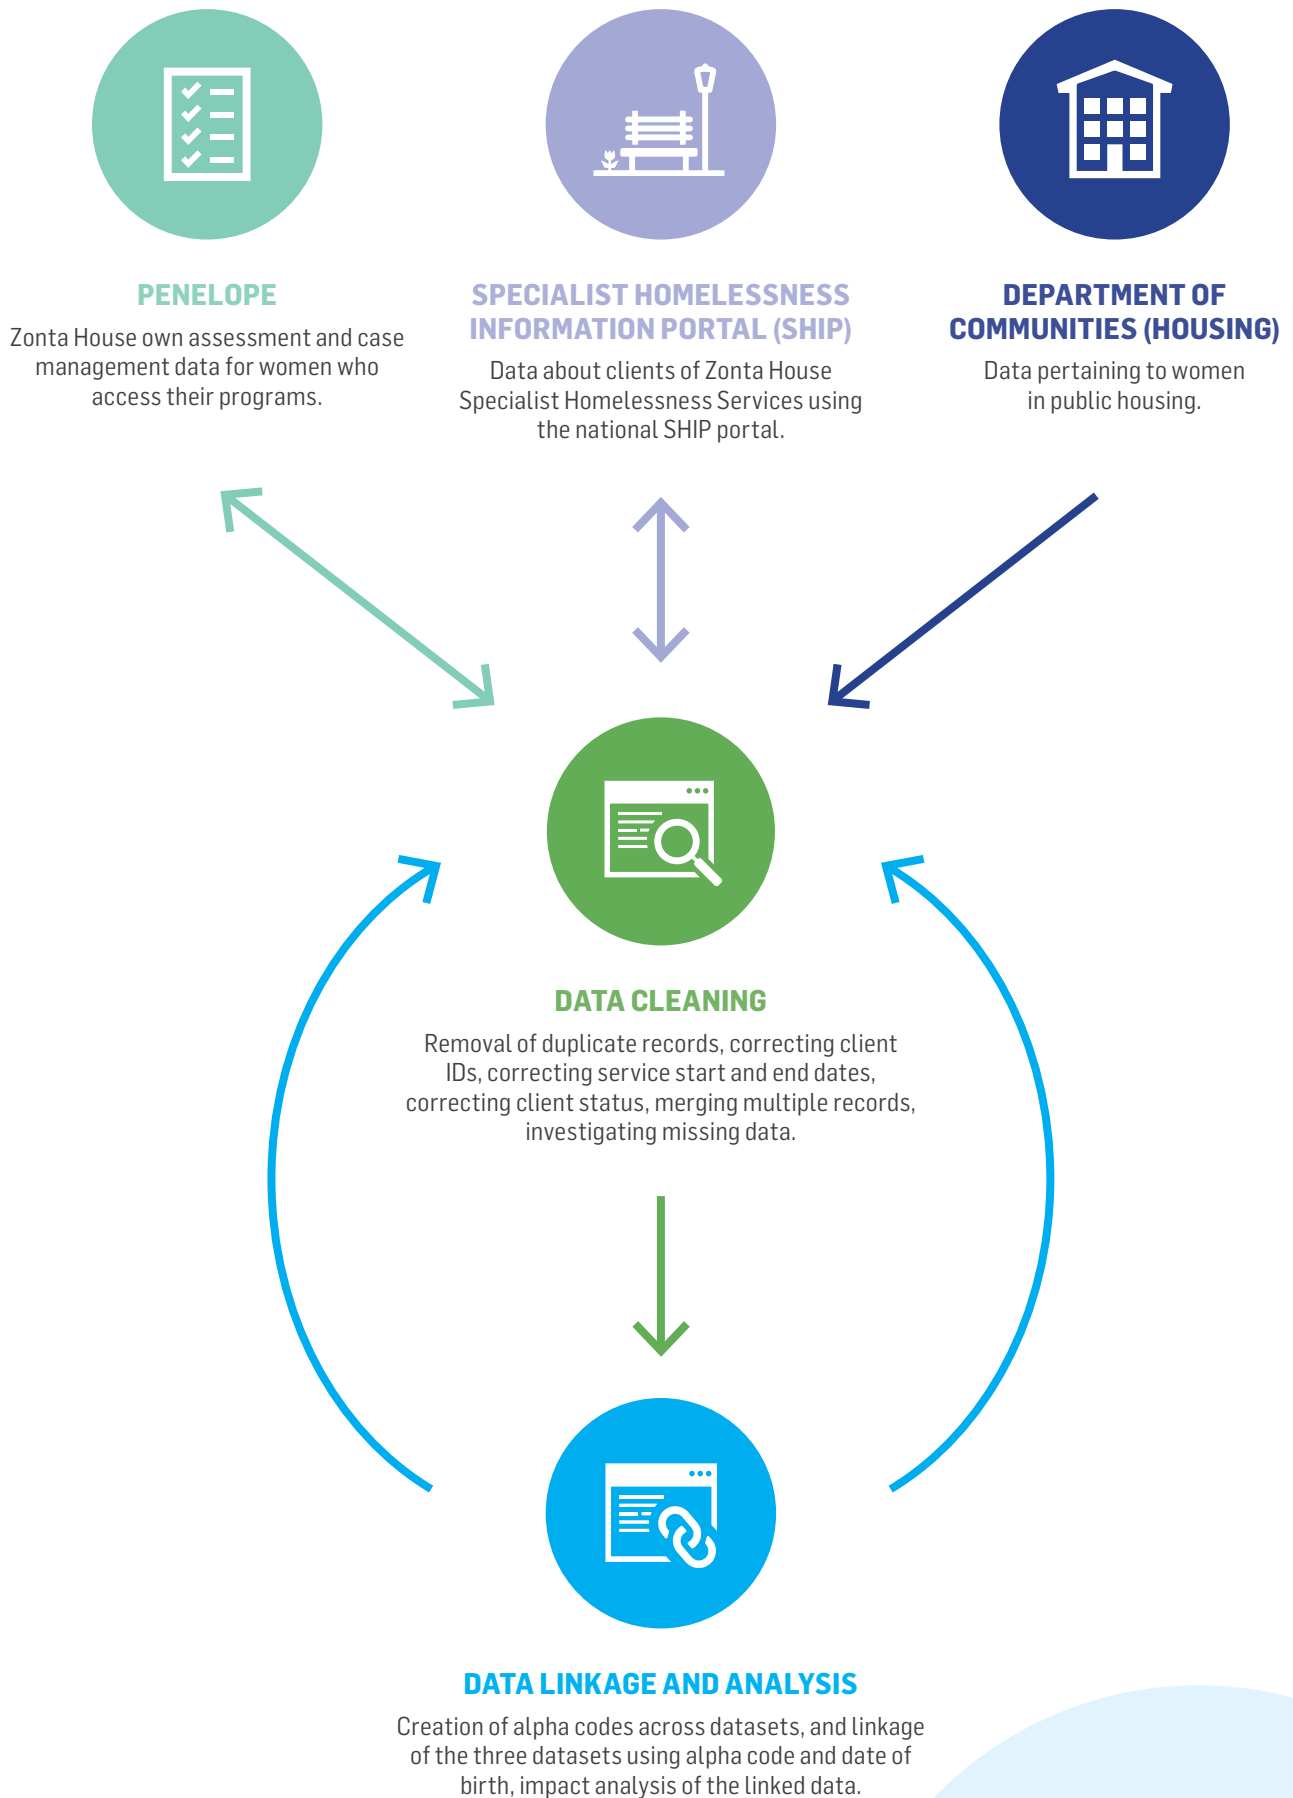 PENELOPE
Zonta House own assessment and case
management data for women who
access their programs.
SPECIALIST HOMELESSNESS
INFORMATION PORTAL (SHIP)
Data about clients of Zonta House
Specialist Homelessness Services using
the national SHIP portal.
DEPARTMENT OF
COMMUNITIES (HOUSING)
Data pertaining to women
in public housing.
DATA CLEANING
Removal of duplicate records, correcting client
IDs, correcting service start and end dates,
correcting client status, merging multiple records,
investigating missing data.
DATA LINKAGE AND ANALYSIS
Creation of alpha codes across datasets, and linkage
of the three datasets using alpha code and date of
birth, impact analysis of the linked data.